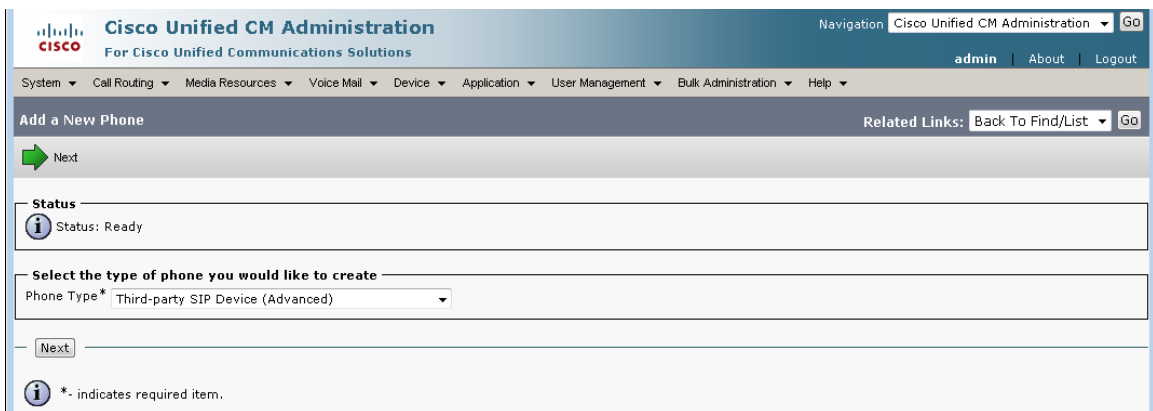 Cisco Unified CM Administration
For Cisco Unified Communications Solutions
CISCO
Navigation Cisco Unified CM Administration Go
admin | About | Logout
System Call Routing Media Resources Voice Mail Device Application User Management Bulk Administration Help
Add a New Phone
Related Links: Back To Find/List Go
Next
Status
Status: Ready
Select the type of phone you would like to create
Phone Type* Third-party SIP Device (Advanced)
Next
*- indicates required item.